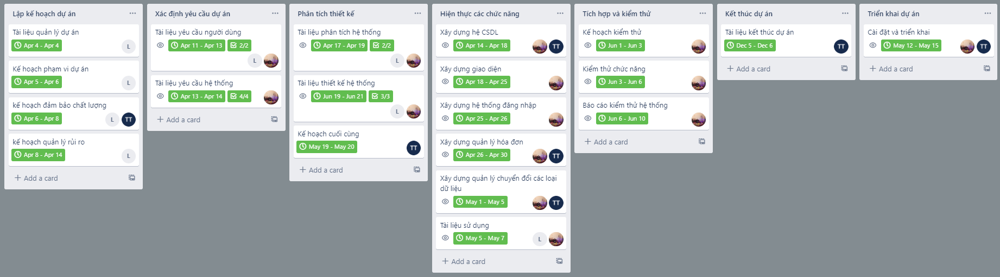 Lập kế hoạch dự án
Tài liệu quản lý dự án
Apr 4 - Apr 4
L
Kế hoạch phạm vi dự án
Apr 5 - Apr 6
L
kế hoạch đảm bảo chất lượng
Apr 6 - Apr 8
L
TT
kế hoạch quản lý rủi ro
Apr 8 - Apr 14
L
Add a card
Xác định yêu cầu dự án
Tài liệu yêu cầu người dùng
Apr 11 - Apr 13
2/2
L
Tài liệu yêu cầu hệ thống
Apr 13 - Apr 14
4/4
Add a card
Phân tích thiết kế
Tài liệu phân tích hệ thống
Apr 17 - Apr 19
2/2
L
Tài liệu thiết kế hệ thống
Jun 19 - Jun 21
3/3
L
Kế hoạch cuối cùng
May 19 - May 20
TT
Add a card
Hiện thực các chức năng
Xây dựng hệ CSDL
Apr 14 - Apr 18
TT
Xây dựng giao diện
Apr 18 - Apr 25
Xây dựng hệ thống đăng nhập
Apr 25 - Apr 26
Xây dựng quản lý hóa đơn
Apr 26 - Apr 30
TT
Xây dựng quản lý chuyển đổi các loại
dữ liệu
May 1 - May 5
TT
Tài liệu sử dụng
May 5 - May 7
L
Add a card
Tích hợp và kiểm thử
Kế hoạch kiểm thử
Jun 1 - Jun 3
Kiểm thử chức năng
Jun 3 - Jun 6
Báo cáo kiểm thử hệ thống
Jun 6 - Jun 10
Add a card
Kết thúc dự án
Tài liệu kết thúc dự án
Dec 5 - Dec 6
TT
Add a card
Triển khai dự án
Cài đặt và triển khai
May 12 - May 15
TT
Add a card